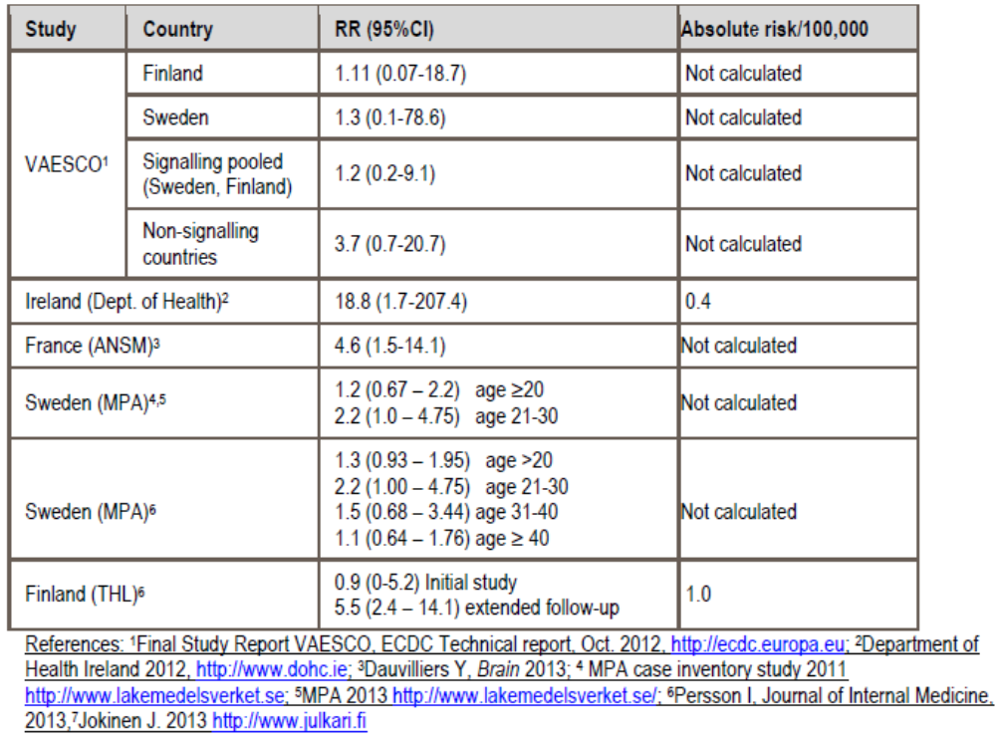 Study Country RR (95%CI) Absolute risk/100,000
VAESCO¹
Finland 1.11 (0.07-18.7) Not calculated
Sweden 1.3 (0.1-78.6) Not calculated
Signalling pooled
(Sweden, Finland) 1.2 (0.2-9.1) Not calculated
Non-signalling
countries 3.7 (0.7-20.7) Not calculated
Ireland (Dept. of Health)² 18.8 (1.7-207.4) 0.4
France (ANSM)³ 4.6 (1.5-14.1) Not calculated
Sweden (MPA)⁴,⁵ 1.2 (0.67 – 2.2) age ≥20 Not calculated
2.2 (1.0 – 4.75) age 21-30
Sweden (MPA)⁶ 1.3 (0.93 – 1.95) age >20 Not calculated
2.2 (1.00 – 4.75) age 21-30
1.5 (0.68 – 3.44) age 31-40
1.1 (0.64 – 1.76) age ≥ 40
Finland (THL)⁶ 0.9 (0-5.2) Initial study 1.0
5.5 (2.4 – 14.1) extended follow-up
References: ¹Final Study Report VAESCO, ECDC Technical report, Oct. 2012, http://ecdc.europa.eu; ²Department of
Health Ireland 2012, http://www.dohc.ie; ³Dauvilliers Y, Brain 2013; ⁴ MPA case inventory study 2011
http://www.lakemedelsverket.se; ⁵MPA 2013 http://www.lakemedelsverket.se/; ⁶Persson I, Journal of Internal Medicine,
2013,⁷Jokinen J. 2013 http://www.julkari.fi